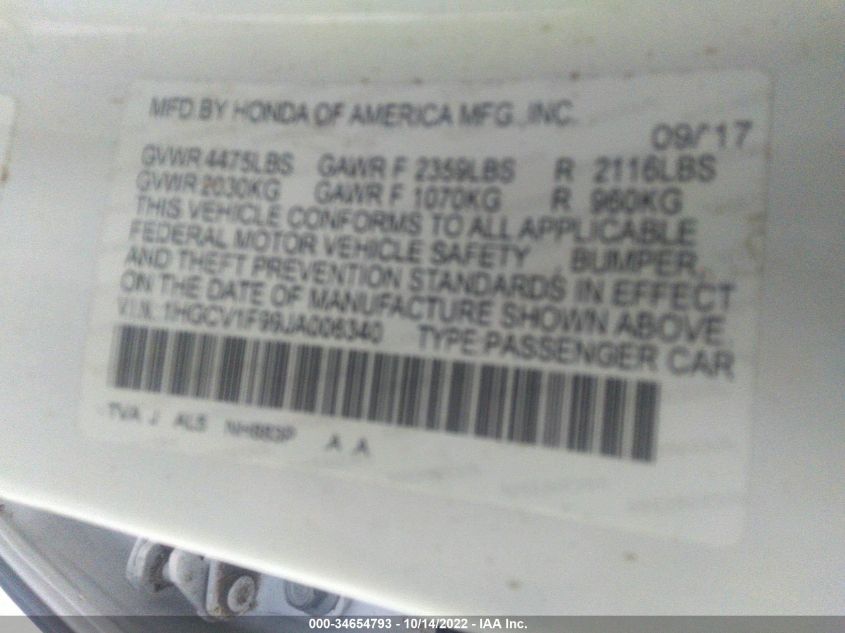 MFD.BY HONDA OF AMERICA MFG.,INC. 09/'17
GVWR 4475LBS GAWR F 2359LBS R 2116LBS
GVWR 2030KG GAWR F 1070KG R 960KG
THIS VEHICLE CONFORMS TO ALL APPLICABLE
FEDERAL MOTOR VEHICLE SAFETY, BUMPER,
AND THEFT PREVENTION STANDARDS IN EFFECT
ON THE DATE OF MANUFACTURE SHOWN ABOVE.
V.I.N. 1HGCV1F99JA006340 TYPE:PASSENGER CAR
TVA J AL5 NH883P A A
000-34654793 - 10/14/2022 - IAA Inc.